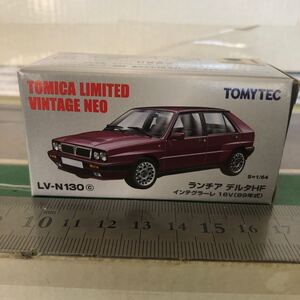 TOMICA LIMITED
VINTAGE NEO
TOMYTEC
LV-N130 c
S=1/64
ランチア デルタHF
インテグラーレ 16V(89年式)
10 11 12 13 14 15 16 17 18